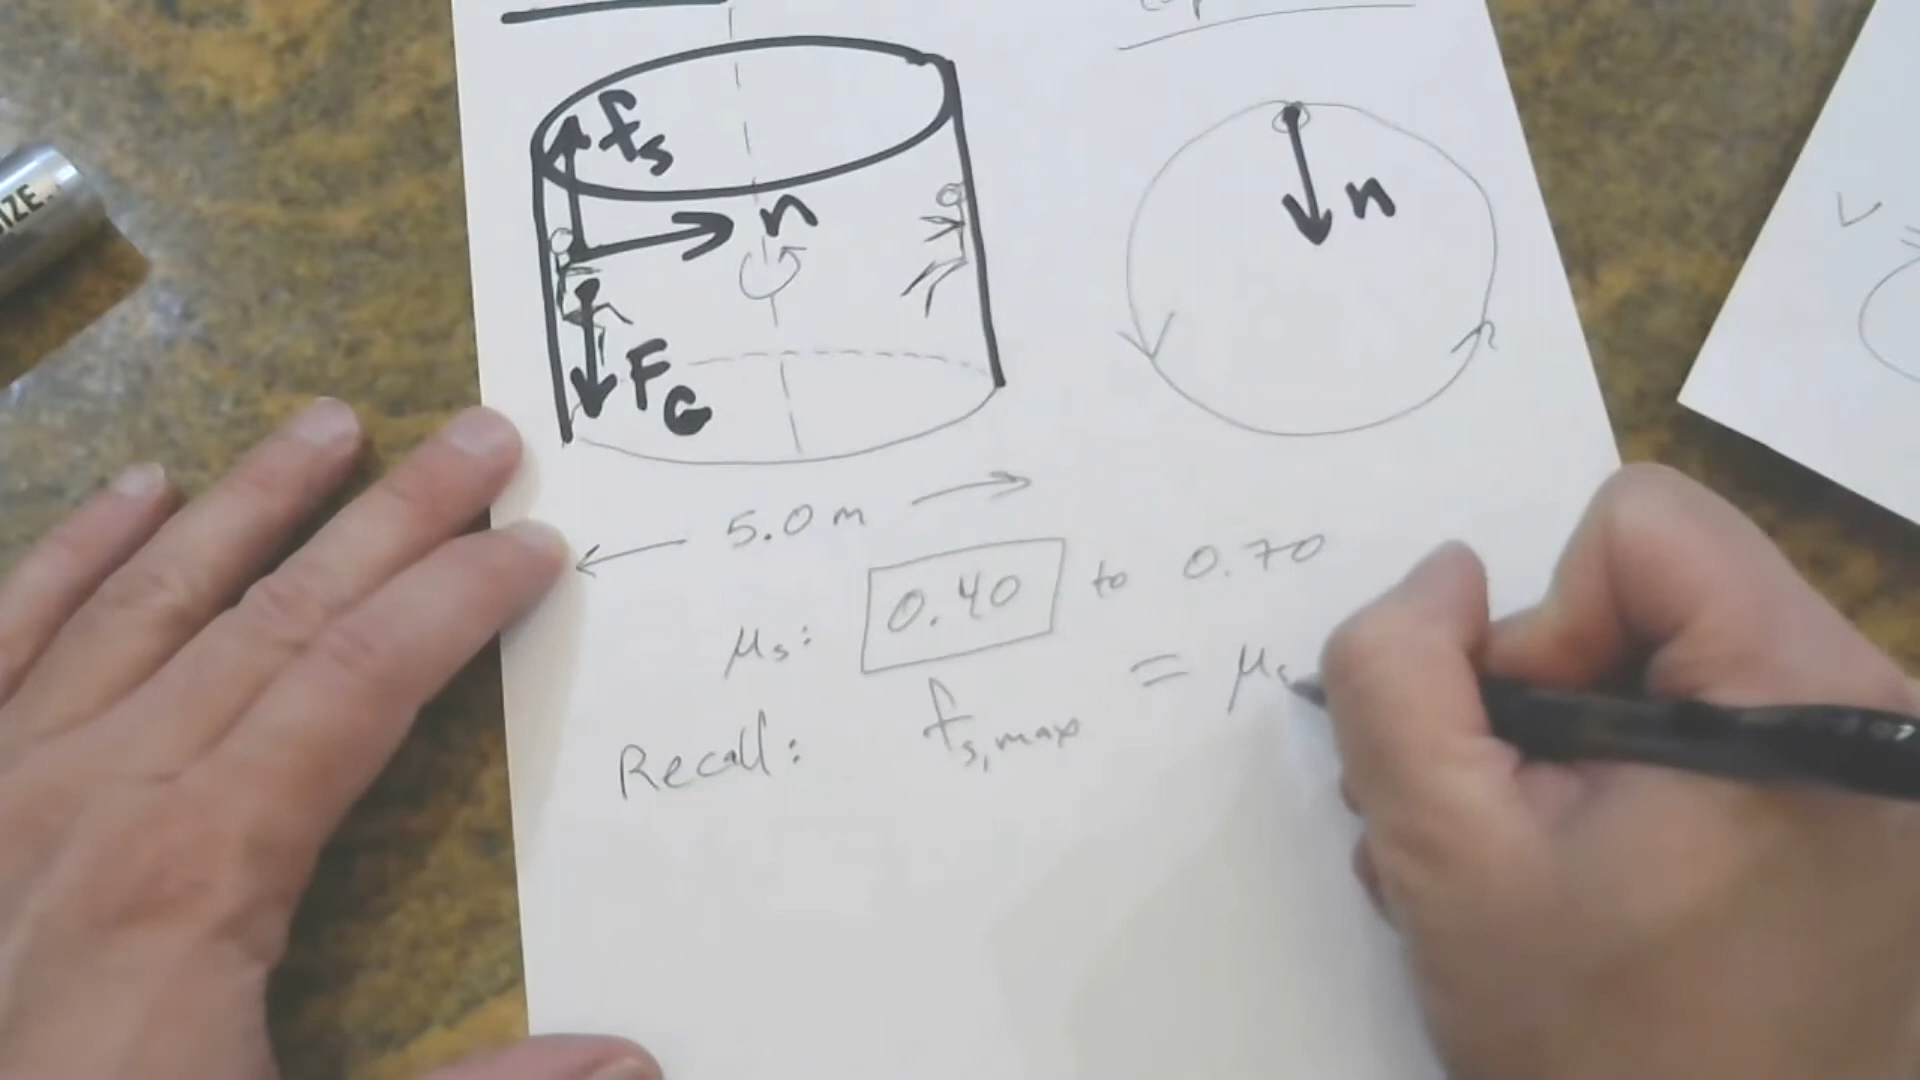 IZE.
fs
n
FG
n
5.0 m
μs: 0.40 to 0.70
Recall: fs,max = μs